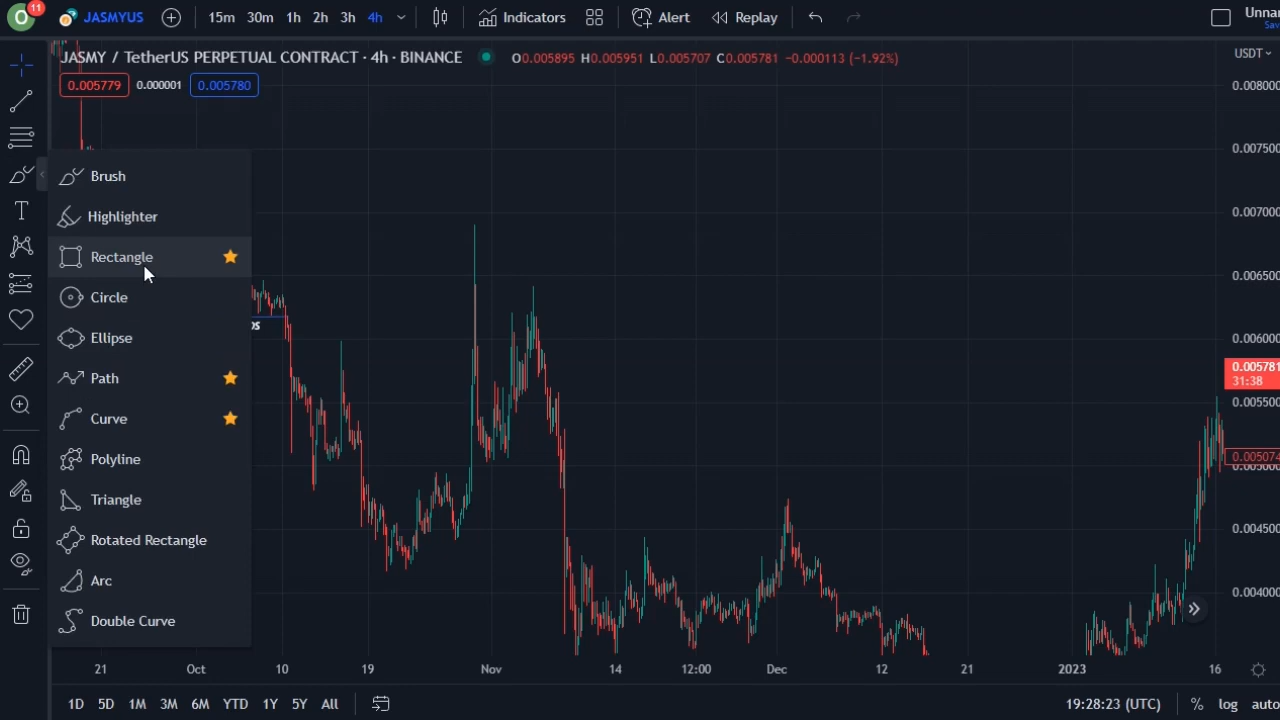 O
11
JASMYUS
15m 30m 1h 2h 3h 4h
Indicators
Alert
Replay
Unnar
Sav
JASMY / TetherUS PERPETUAL CONTRACT · 4h · BINANCE
O0.005895 H0.005951 L0.005707 C0.005781 −0.000113 (−1.92%)
USDT
0.005779
0.000001
0.005780
Brush
Highlighter
Rectangle
Circle
Ellipse
Path
Curve
Polyline
Triangle
Rotated Rectangle
Arc
Double Curve
0.008000
0.007500
0.007000
0.006500
0.006000
0.005781
31:38
0.005500
0.005074
0.005000
0.004500
0.004000
21 Oct 10 19 Nov 14 12:00 Dec 12 21 2023 16
1D 5D 1M 3M 6M YTD 1Y 5Y All
19:28:23 (UTC) % log auto